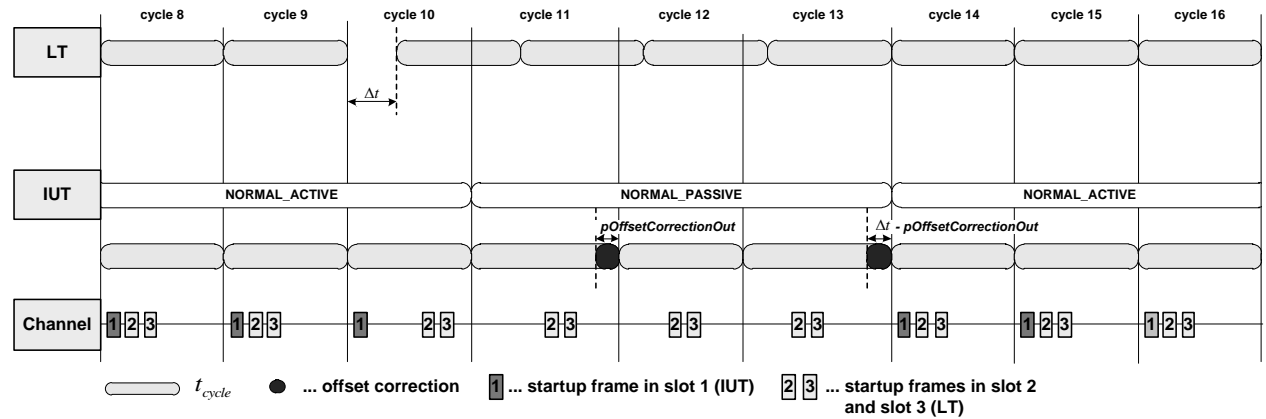 cycle 8 cycle 9 cycle 10 cycle 11 cycle 12 cycle 13 cycle 14 cycle 15 cycle 16
LT
Δt
IUT
NORMAL_ACTIVE NORMAL_PASSIVE NORMAL_ACTIVE
pOffsetCorrectionOut Δt - pOffsetCorrectionOut
Channel
1 2 3 1 2 3 1 2 3 2 3 2 3 2 3 1 2 3 1 2 3 1 2 3
t cycle ... offset correction 1 ... startup frame in slot 1 (IUT) 2 3 ... startup frames in slot 2
and slot 3 (LT)